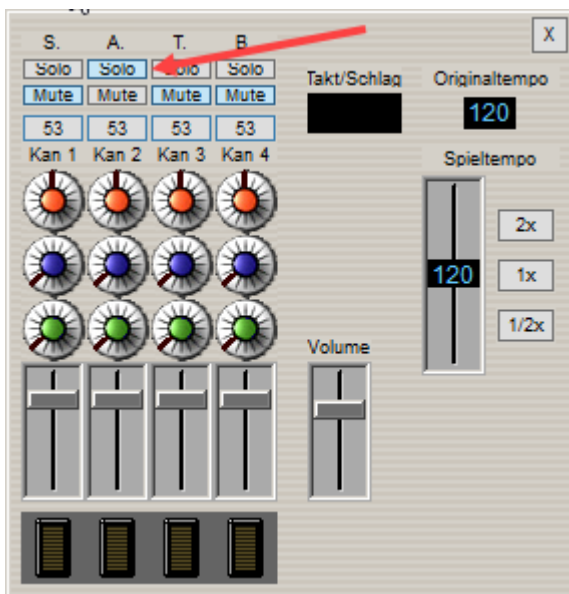 X
S. A. T. B.
Solo Solo Solo Solo
Mute Mute Mute Mute
53 53 53 53
Kan 1 Kan 2 Kan 3 Kan 4
Takt/Schlag
Originaltempo
120
Spieltempo
2x
120
1x
1/2x
Volume